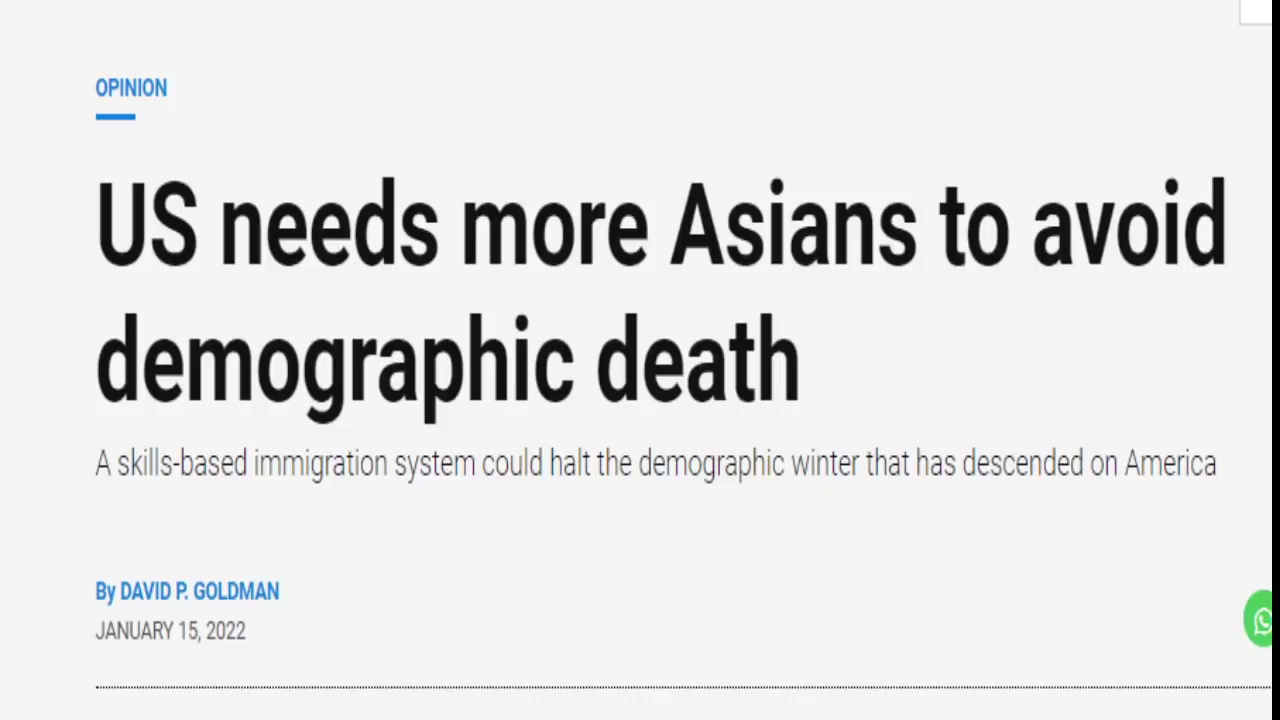 OPINION
US needs more Asians to avoid
demographic death
A skills-based immigration system could halt the demographic winter that has descended on America
By DAVID P. GOLDMAN
JANUARY 15, 2022